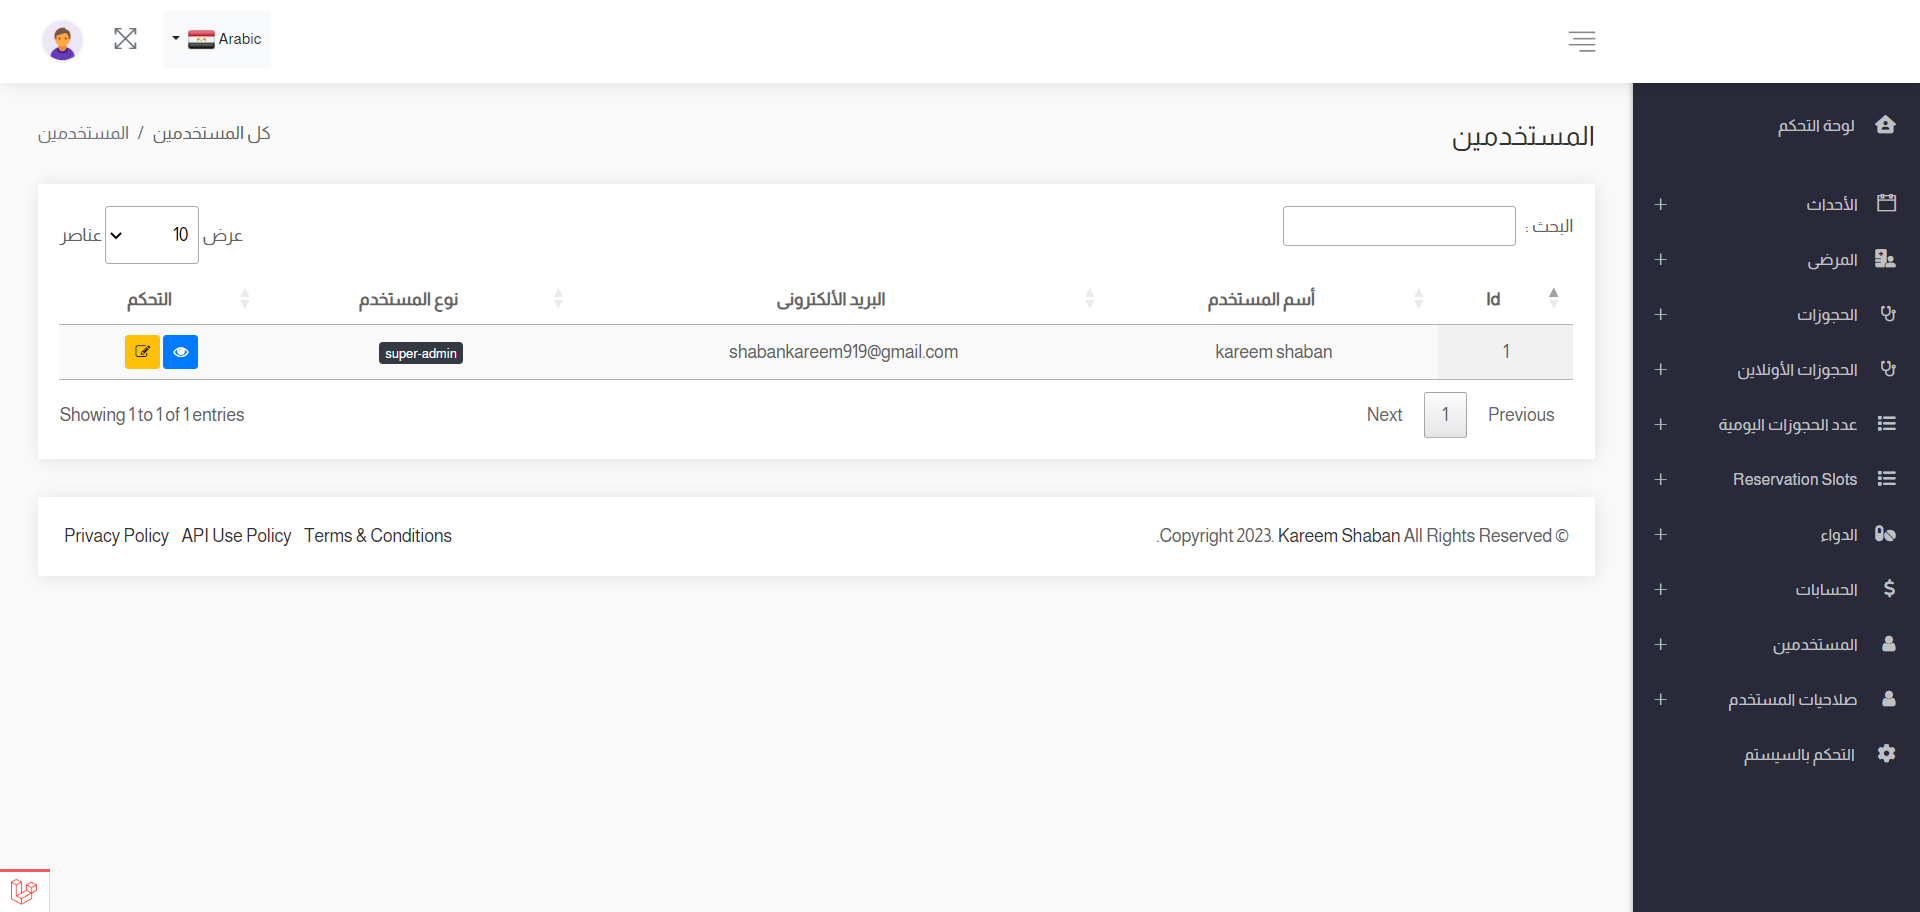 Arabic
لوحة التحكم
الأحداث
المرضى
الحجوزات
الحجوزات الأونلاين
عدد الحجوزات اليومية
Reservation Slots
الدواء
الحسابات
المستخدمين
صلاحيات المستخدم
التحكم بالسيستم
المستخدمين
كل المستخدمين / المستخدمين
البحث :
عرض 10 عناصر
Id أسم المستخدم البريد الألكترونى نوع المستخدم التحكم
1 kareem shaban shabankareem919@gmail.com super-admin
Previous 1 Next
Showing 1 to 1 of 1 entries
.Copyright 2023. Kareem Shaban All Rights Reserved ©
Privacy Policy API Use Policy Terms & Conditions